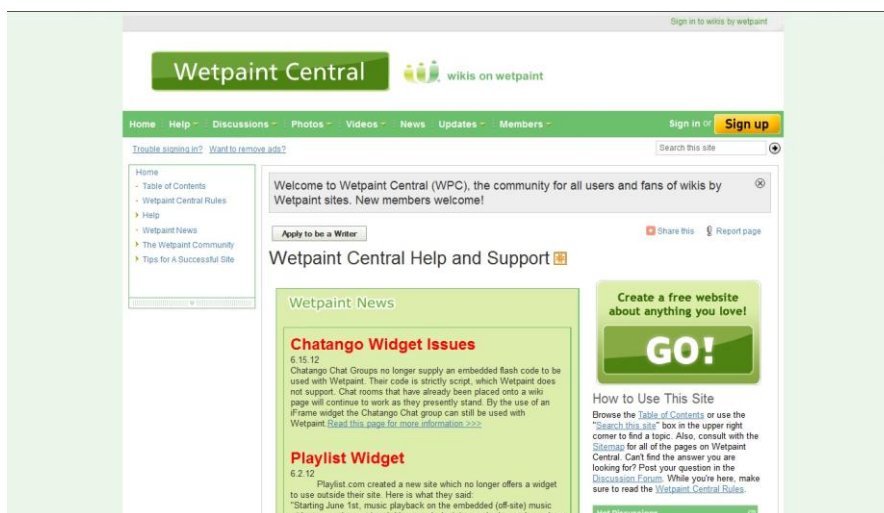 Sign in to wikis by wetpaint
Wetpaint Central
wikis on wetpaint
Home Help Discussions Photos Videos News Updates Members
Sign in or Sign up
Trouble signing in? Want to remove ads?
Search this site
Home
Table of Contents
Wetpaint Central Rules
Help
Wetpaint News
The Wetpaint Community
Tips for A Successful Site
Welcome to Wetpaint Central (WPC), the community for all users and fans of wikis by
Wetpaint sites. New members welcome!
Apply to be a Writer
Share this Report page
Wetpaint Central Help and Support
Wetpaint News
Chatango Widget Issues
6.15.12
Chatango Chat Groups no longer supply an embedded flash code to be
used with Wetpaint. Their code is strictly script, which Wetpaint does
not support. Chat rooms that have already been placed onto a wiki
page will continue to work as they presently stand. By the use of an
iFrame widget the Chatango Chat group can still be used with
Wetpaint.Read this page for more information >>>
Playlist Widget
6.2.12
Playlist.com created a new site which no longer offers a widget
to use outside their site. Here is what they said:
"Starting June 1st, music playback on the embedded (off-site) music
Create a free website
about anything you love!
GO!
How to Use This Site
Browse the Table of Contents or use the
"Search this site" box in the upper right
corner to find a topic. Also, consult with the
Sitemap for all of the pages on Wetpaint
Central. Can't find the answer you are
looking for? Post your question in the
Discussion Forum. While you're here, make
sure to read the Wetpaint Central Rules.